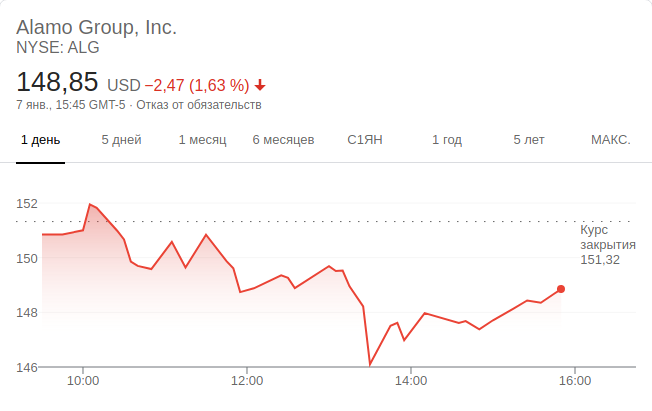 Alamo Group, Inc.
NYSE: ALG
148,85 USD −2,47 (1,63 %)
7 янв., 15:45 GMT-5 · Отказ от обязательств
1 день 5 дней 1 месяц 6 месяцев С1ЯН 1 год 5 лет МАКС.
152
Курс
закрытия
151,32
150
148
146
10:00 12:00 14:00 16:00